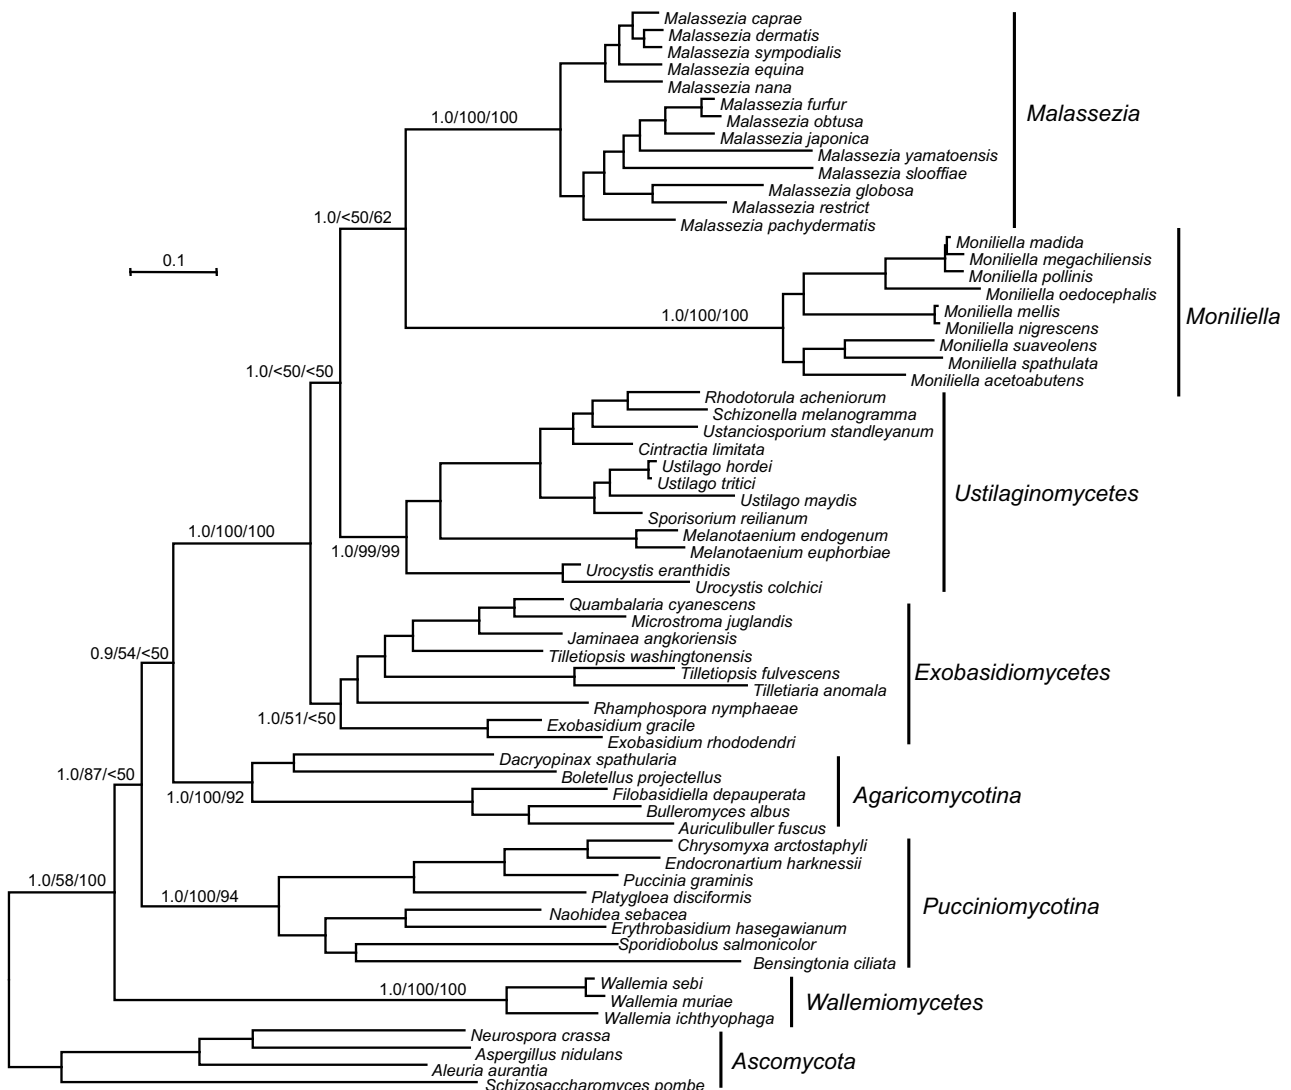 Malassezia caprae
Malassezia dermatis
Malassezia sympodialis
Malassezia equina
Malassezia nana
Malassezia furfur
1.0/100/100
Malassezia obtusa
Malassezia
Malassezia japonica
Malassezia yamatoensis
Malassezia slooffiae
Malassezia globosa
Malassezia restrict
1.0/<50/62
Malassezia pachydermatis
Moniliella madida
0.1
Moniliella megachiliensis
Moniliella pollinis
Moniliella oedocephalis
Moniliella mellis
1.0/100/100
Moniliella
Moniliella nigrescens
Moniliella suaveolens
Moniliella spathulata
1.0/<50/<50
Moniliella acetoabutens
Rhodotorula acheniorum
Schizonella melanogramma
Ustanciosporium standleyanum
Cintractia limitata
Ustilago hordei
Ustilago tritici
Ustilaginomycetes
Ustilago maydis
Sporisorium reilianum
1.0/100/100
Melanotaenium endogenum
1.0/99/99
Melanotaenium euphorbiae
Urocystis eranthidis
Urocystis colchici
Quambalaria cyanescens
Microstroma juglandis
Jaminaea angkoriensis
0.9/54/<50
Tilletiopsis washingtonensis
Tilletiopsis fulvescens
Exobasidiomycetes
Tilletiaria anomala
Rhamphospora nymphaeae
1.0/51/<50
Exobasidium gracile
Exobasidium rhododendri
Dacryopinax spathularia
1.0/87/<50
Boletellus projectellus
1.0/100/92
Filobasidiella depauperata
Agaricomycotina
Bulleromyces albus
Auriculibuller fuscus
Chrysomyxa arctostaphyli
Endocronartium harknessii
1.0/58/100
Puccinia graminis
1.0/100/94
Platygloea disciformis
Pucciniomycotina
Naohidea sebacea
Erythrobasidium hasegawianum
Sporidiobolus salmonicolor
Bensingtonia ciliata
Wallemia sebi
1.0/100/100
Wallemia muriae
Wallemiomycetes
Wallemia ichthyophaga
Neurospora crassa
Aspergillus nidulans
Ascomycota
Aleuria aurantia
Schizosaccharomyces pombe